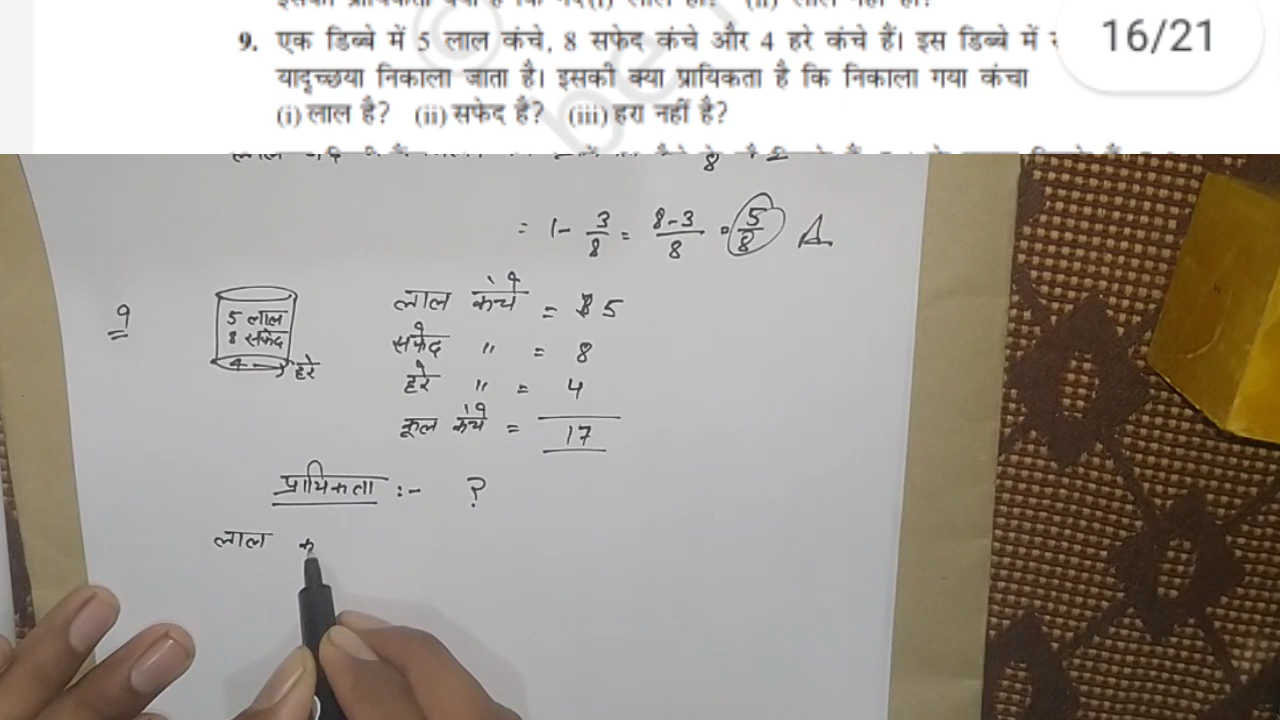 (i) लाल हो? (ii) लाल नहीं हो?
9. एक डिब्बे में 5 लाल कंचे, 8 सफेद कंचे और 4 हरे कंचे हैं। इस डिब्बे में
16/21
यादृच्छया निकाला जाता है। इसकी क्या प्रायिकता है कि निकाला गया कंचा
(i) लाल है? (ii) सफेद है? (iii) हरा नहीं है?
= 1 - 3/8 = 8-3/8 = 5/8 A
9
5 लाल
8 सफेद
4 → हरे
लाल कंचे = 5
सफेद " = 8
हरे " = 4
कूल कंचे = 17
प्रायिकता :- ?
लाल क